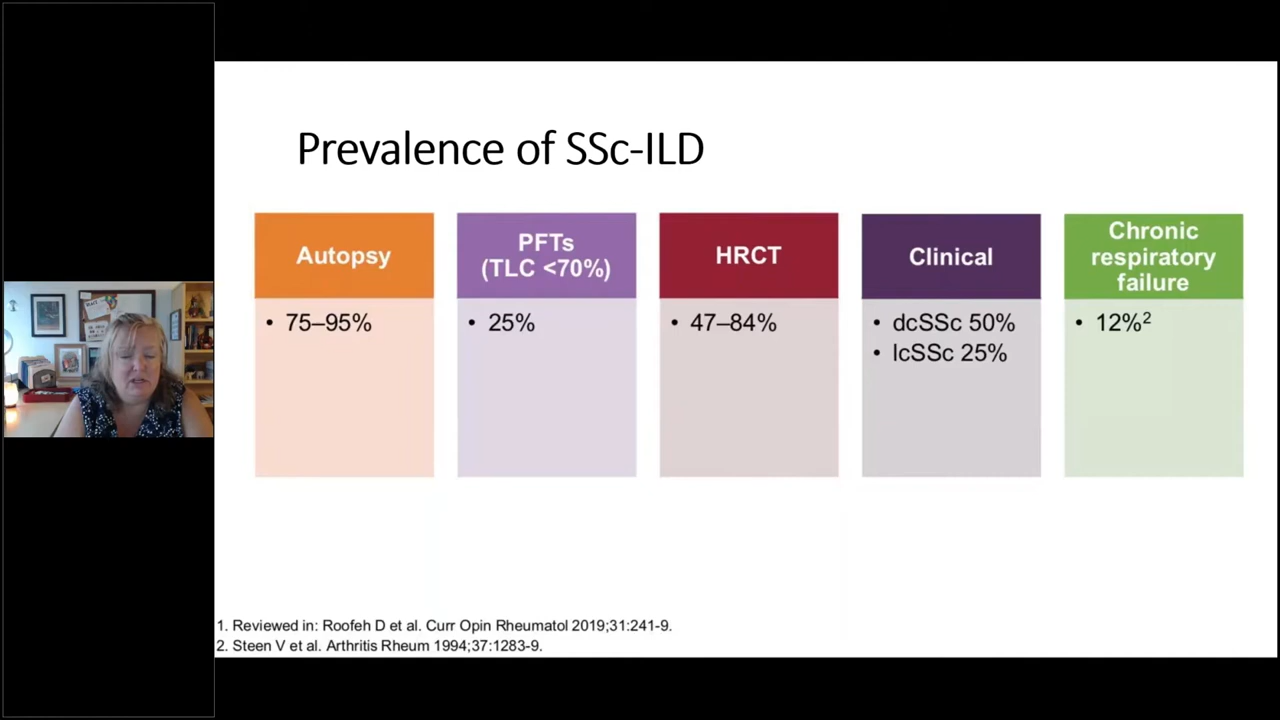 Prevalence of SSc-ILD
Autopsy
• 75–95%
PFTs
(TLC <70%)
• 25%
HRCT
• 47–84%
Clinical
• dcSSc 50%
• lcSSc 25%
Chronic
respiratory
failure
• 12%²
1. Reviewed in: Roofeh D et al. Curr Opin Rheumatol 2019;31:241-9.
2. Steen V et al. Arthritis Rheum 1994;37:1283-9.